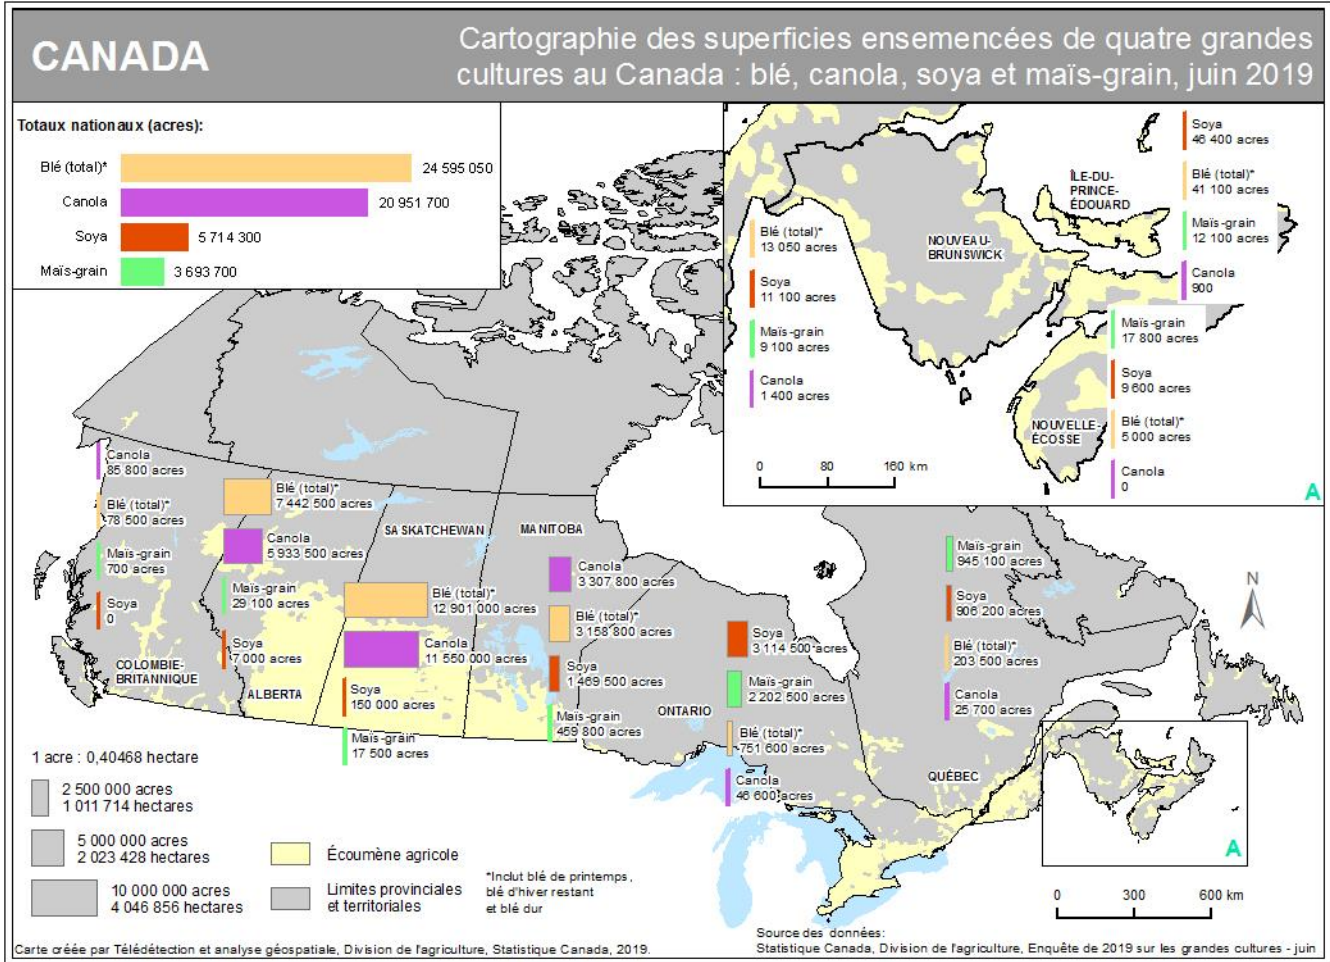 CANADA
Cartographie des superficies ensemencées de quatre grandes
cultures au Canada : blé, canola, soya et maïs-grain, juin 2019
Totaux nationaux (acres):
Blé (total)* 24 595 050
Canola 20 951 700
Soya 5 714 300
Maïs-grain 3 693 700
Soya
46 400 acres
Blé (total)*
41 100 acres
Maïs-grain
12 100 acres
Canola
900
ÎLE-DU-
PRINCE-
ÉDOUARD
NOUVEAU-
BRUNSWICK
Blé (total)*
13 050 acres
Soya
11 100 acres
Maïs-grain
9 100 acres
Canola
1 400 acres
Maïs-grain
17 800 acres
Soya
9 600 acres
Blé (total)*
5 000 acres
Canola
0
NOUVELLE-
ÉCOSSE
0 80 160 km
A
Canola
85 800 acres
Blé (total)*
78 500 acres
Maïs-grain
700 acres
Soya
0
COLOMBIE-
BRITANNIQUE
Blé (total)*
7 442 500 acres
Canola
5 933 500 acres
Maïs-grain
29 100 acres
Soya
7 000 acres
ALBERTA
SASKATCHEWAN
Blé (total)*
12 901 000 acres
Canola
11 550 000 acres
Soya
150 000 acres
Maïs-grain
17 500 acres
MANITOBA
Canola
3 307 800 acres
Blé (total)*
3 158 800 acres
Soya
1 469 500 acres
Maïs-grain
459 800 acres
Soya
3 114 500 acres
Maïs-grain
2 202 500 acres
Blé (total)*
751 600 acres
Canola
46 600 acres
ONTARIO
Maïs-grain
945 100 acres
Soya
906 200 acres
Blé (total)*
203 500 acres
Canola
25 700 acres
QUÉBEC
N
A
1 acre : 0,40468 hectare
2 500 000 acres
1 011 714 hectares
5 000 000 acres
2 023 428 hectares
10 000 000 acres
4 046 856 hectares
Écoumène agricole
Limites provinciales
et territoriales
*Inclut blé de printemps,
blé d'hiver restant
et blé dur
0 300 600 km
Carte créée par Télédétection et analyse géospatiale, Division de l'agriculture, Statistique Canada, 2019.
Source des données:
Statistique Canada, Division de l'agriculture, Enquête de 2019 sur les grandes cultures - juin